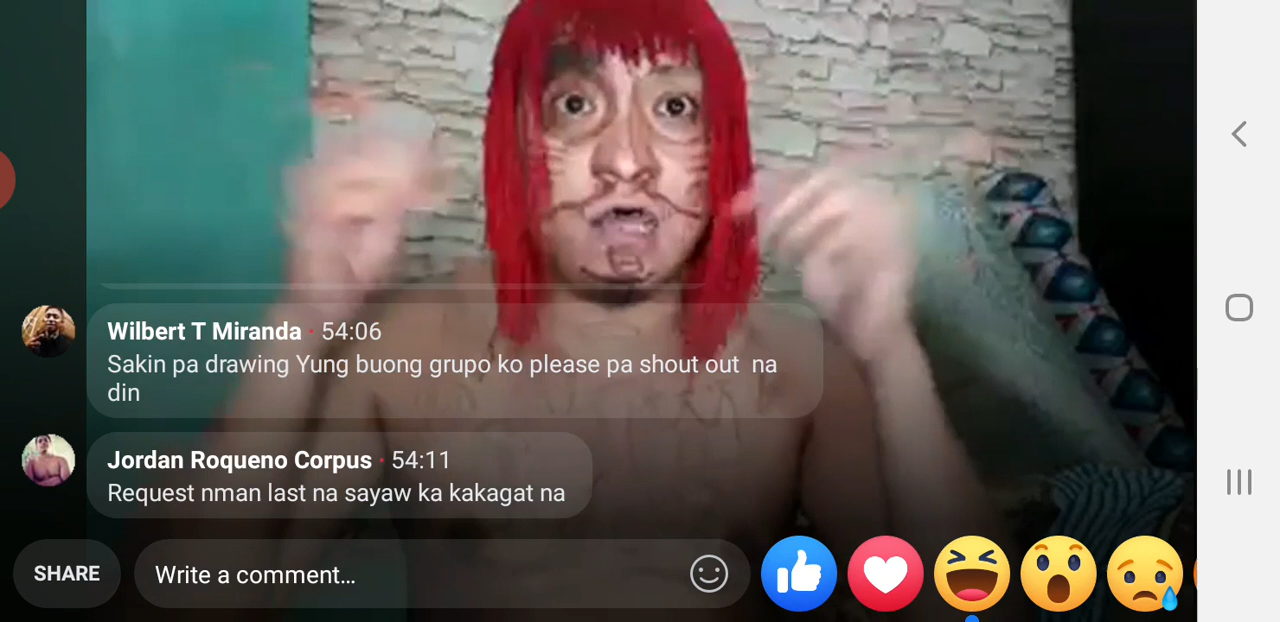 Wilbert T Miranda · 54:06
Sakin pa drawing Yung buong grupo ko please pa shout out na
din
Jordan Roqueno Corpus · 54:11
Request nman last na sayaw ka kakagat na
SHARE
Write a comment...